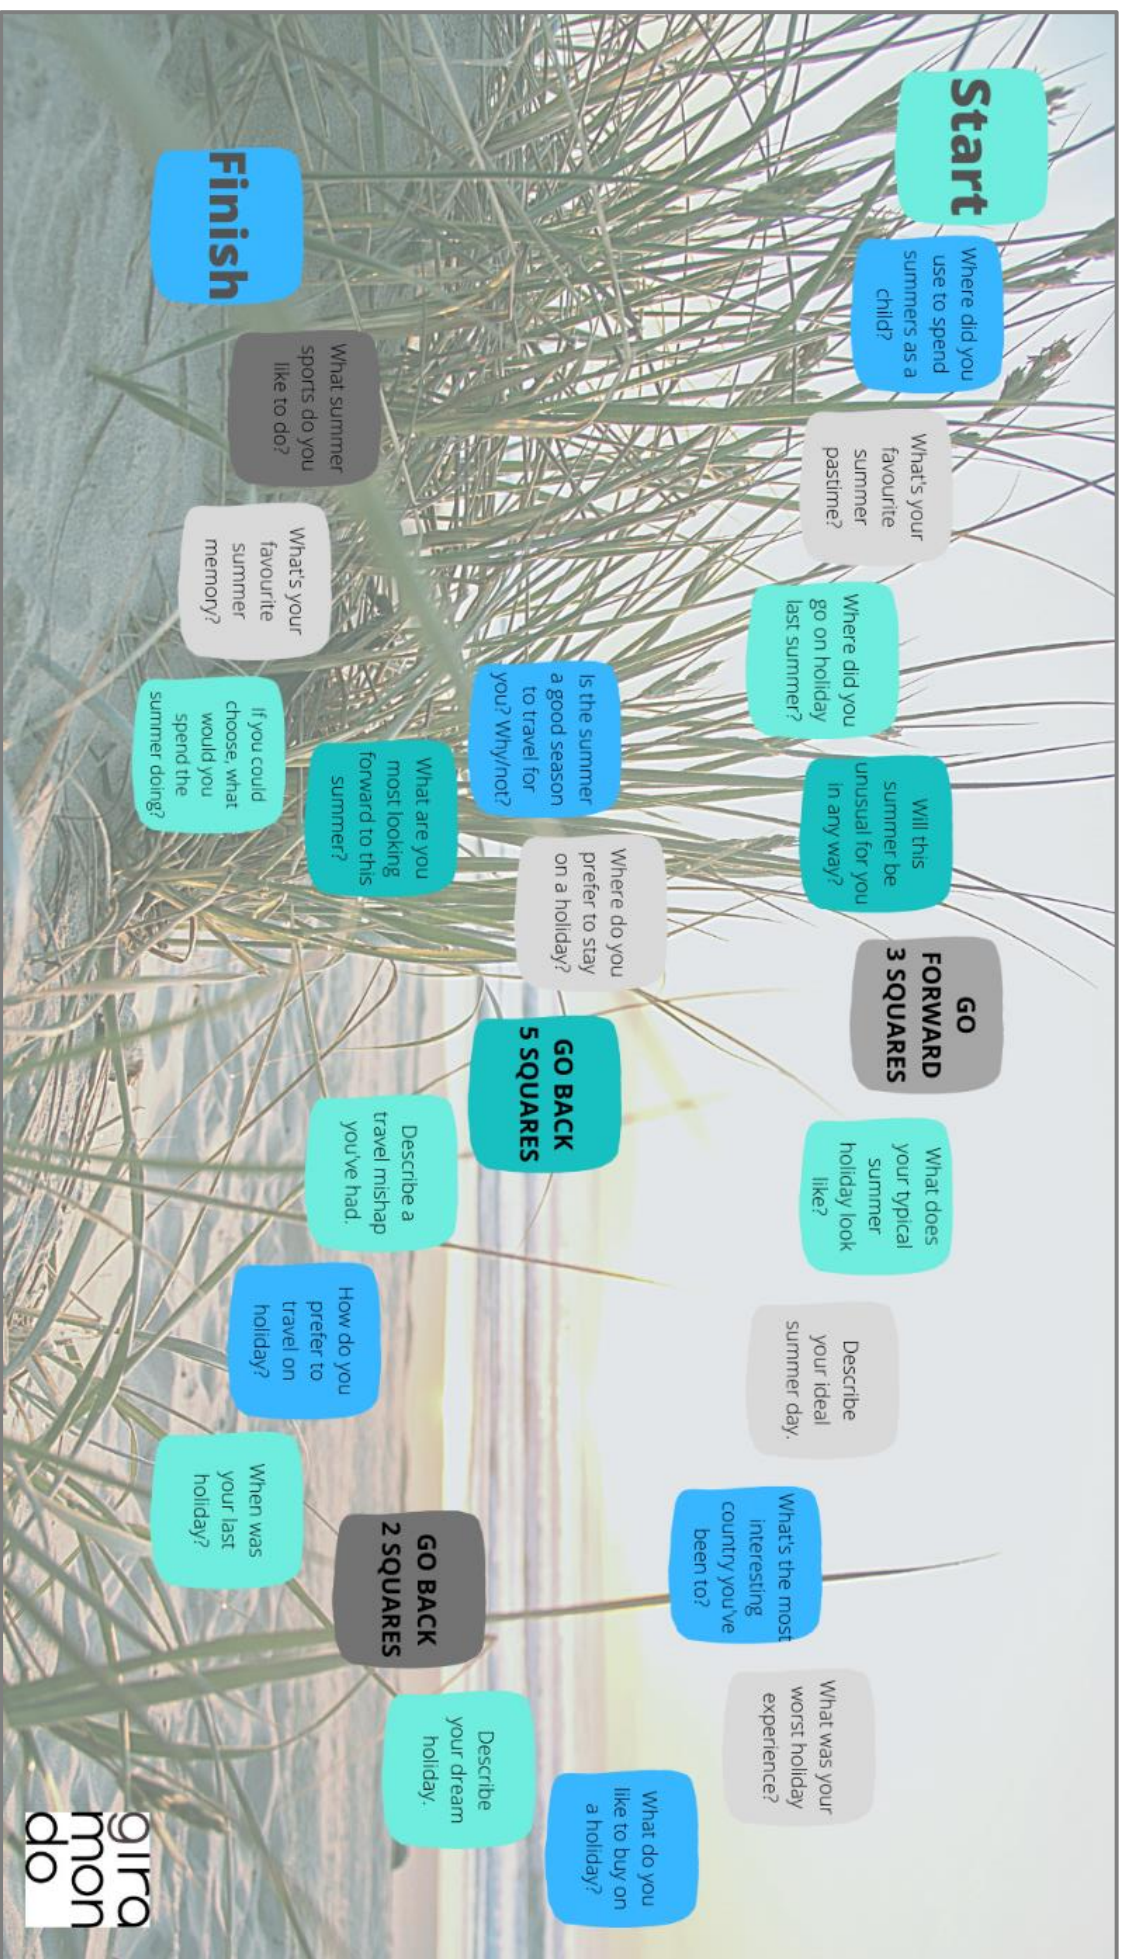 Start
Where did you
use to spend
summers as a
child?
What's your
favourite
summer
pastime?
Where did you
go on holiday
last summer?
Will this
summer be
unusual for you
in any way?
GO
FORWARD
3 SQUARES
What does
your typical
summer
holiday look
like?
Describe
your ideal
summer day.
What's the most
interesting
country you've
been to?
What was your
worst holiday
experience?
What do you
like to buy on
a holiday?
Describe
your dream
holiday.
GO BACK
2 SQUARES
When was
your last
holiday?
How do you
prefer to
travel on
holiday?
Describe a
travel mishap
you've had.
GO BACK
5 SQUARES
Where do you
prefer to stay
on a holiday?
Is the summer
a good season
to travel for
you? Why/not?
What are you
most looking
forward to this
summer?
If you could
choose, what
would you
spend the
summer doing?
What's your
favourite
summer
memory?
What summer
sports do you
like to do?
Finish
gira
mon
do